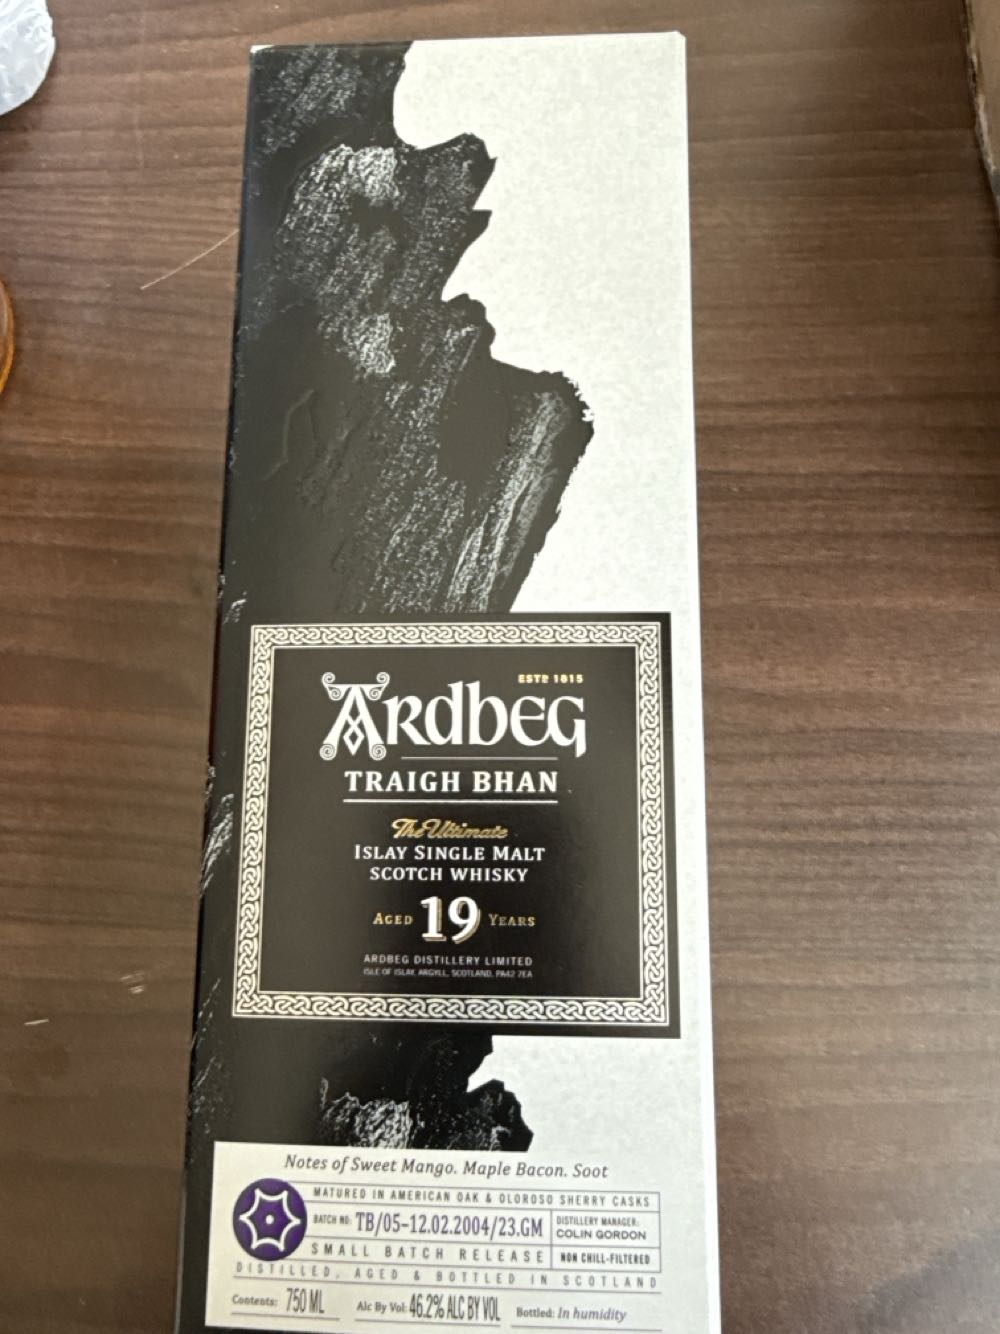 ESTD 1815
ARDBEG
TRAIGH BHAN
The Ultimate
ISLAY SINGLE MALT
SCOTCH WHISKY
AGED 19 YEARS
ARDBEG DISTILLERY LIMITED
ISLE OF ISLAY, ARGYLL, SCOTLAND, PA42 7EA
Notes of Sweet Mango. Maple Bacon. Soot
MATURED IN AMERICAN OAK & OLOROSO SHERRY CASKS
BATCH NO: TB/05-12.02.2004/23.GM
DISTILLERY MANAGER:
COLIN GORDON
SMALL BATCH RELEASE
NON CHILL-FILTERED
DISTILLED, AGED & BOTTLED IN SCOTLAND
Contents: 750 ML Alc By Vol: 46.2% ALC BY VOL Bottled: In humidity